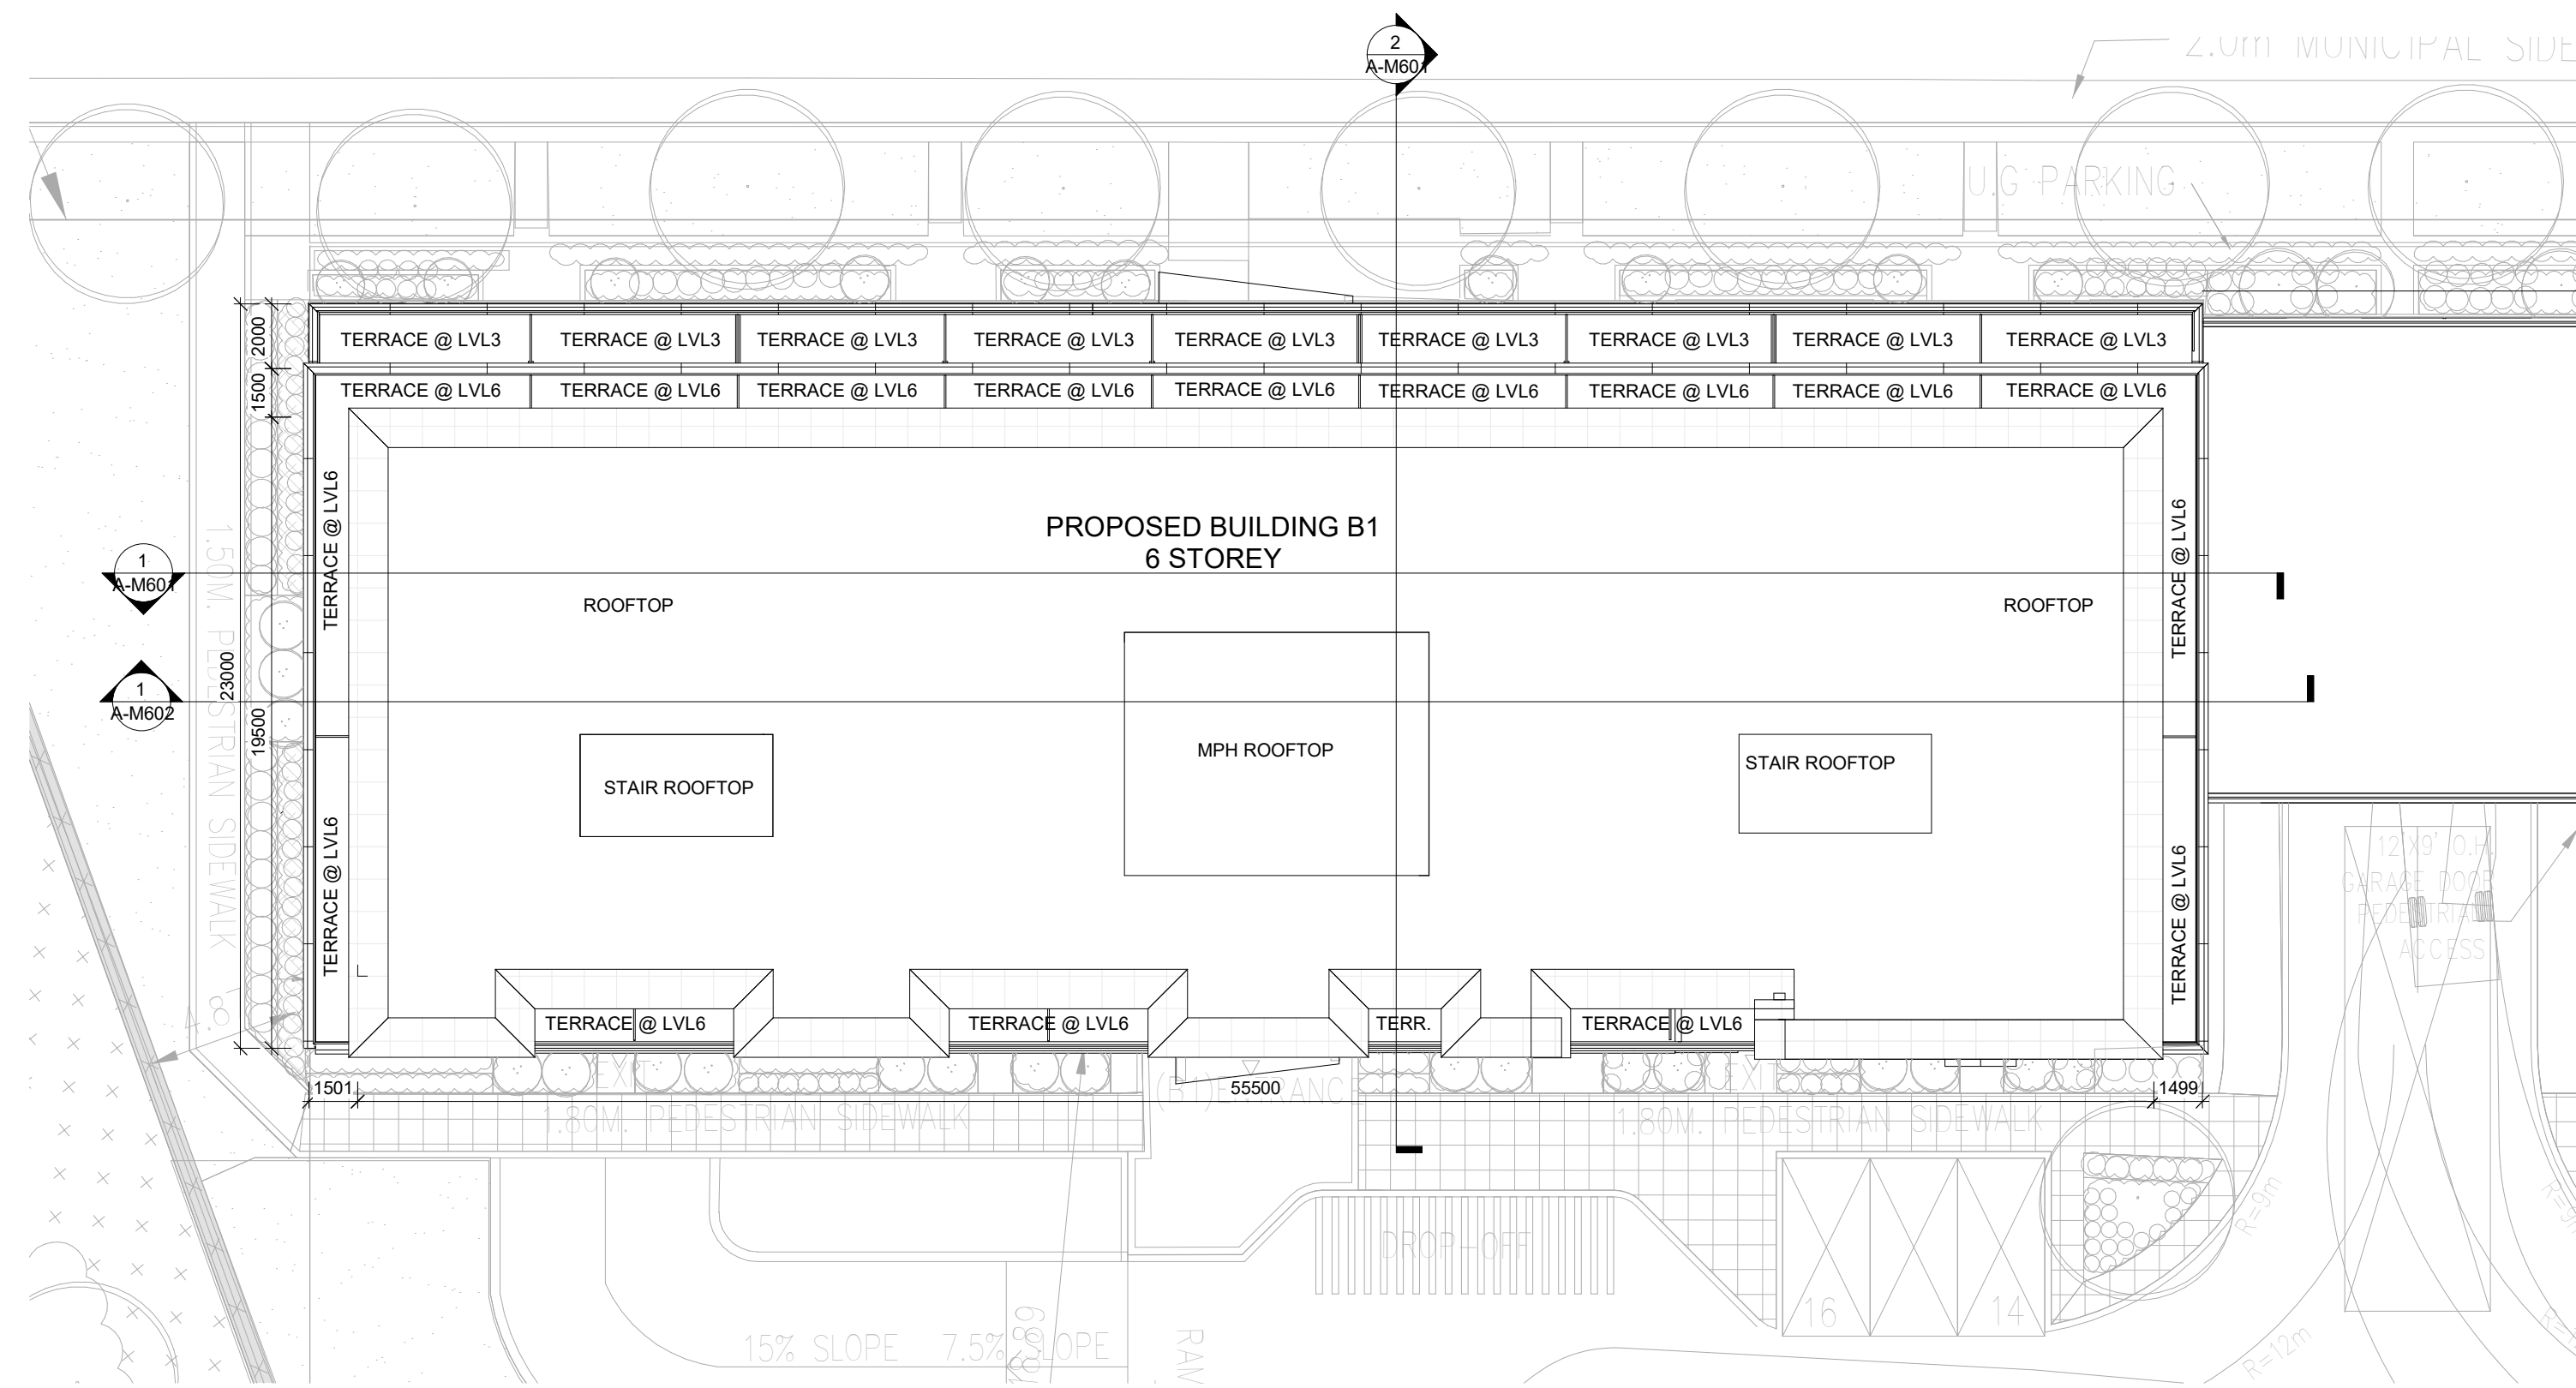 2
A-M601
2.0m MUNICIPAL SIDE
U.G PARKING
TERRACE @ LVL3
TERRACE @ LVL3
TERRACE @ LVL3
TERRACE @ LVL3
TERRACE @ LVL3
TERRACE @ LVL3
TERRACE @ LVL3
TERRACE @ LVL3
TERRACE @ LVL3
2000
1500
TERRACE @ LVL6
TERRACE @ LVL6
TERRACE @ LVL6
TERRACE @ LVL6
TERRACE @ LVL6
TERRACE @ LVL6
TERRACE @ LVL6
TERRACE @ LVL6
TERRACE @ LVL6
TERRACE @ LVL6
TERRACE @ LVL6
PROPOSED BUILDING B1
6 STOREY
1
A-M601
ROOFTOP
ROOFTOP
1
A-M602
23000
19500
1.50M. PEDESTRIAN SIDEWALK
MPH ROOFTOP
STAIR ROOFTOP
STAIR ROOFTOP
TERRACE @ LVL6
TERRACE @ LVL6
12'X9' O.H.
GARAGE DOOR
PEDESTRIAN
ACCESS
TERRACE @ LVL6
TERRACE @ LVL6
TERR.
TERRACE @ LVL6
EXIT
EXIT
1501
55500
1499
(B1)ENTRANCE
1.80M. PEDESTRIAN SIDEWALK
1.80M. PEDESTRIAN SIDEWALK
R=9m
DROP-OFF
16
14
15% SLOPE
7.5% SLOPE
R=12m